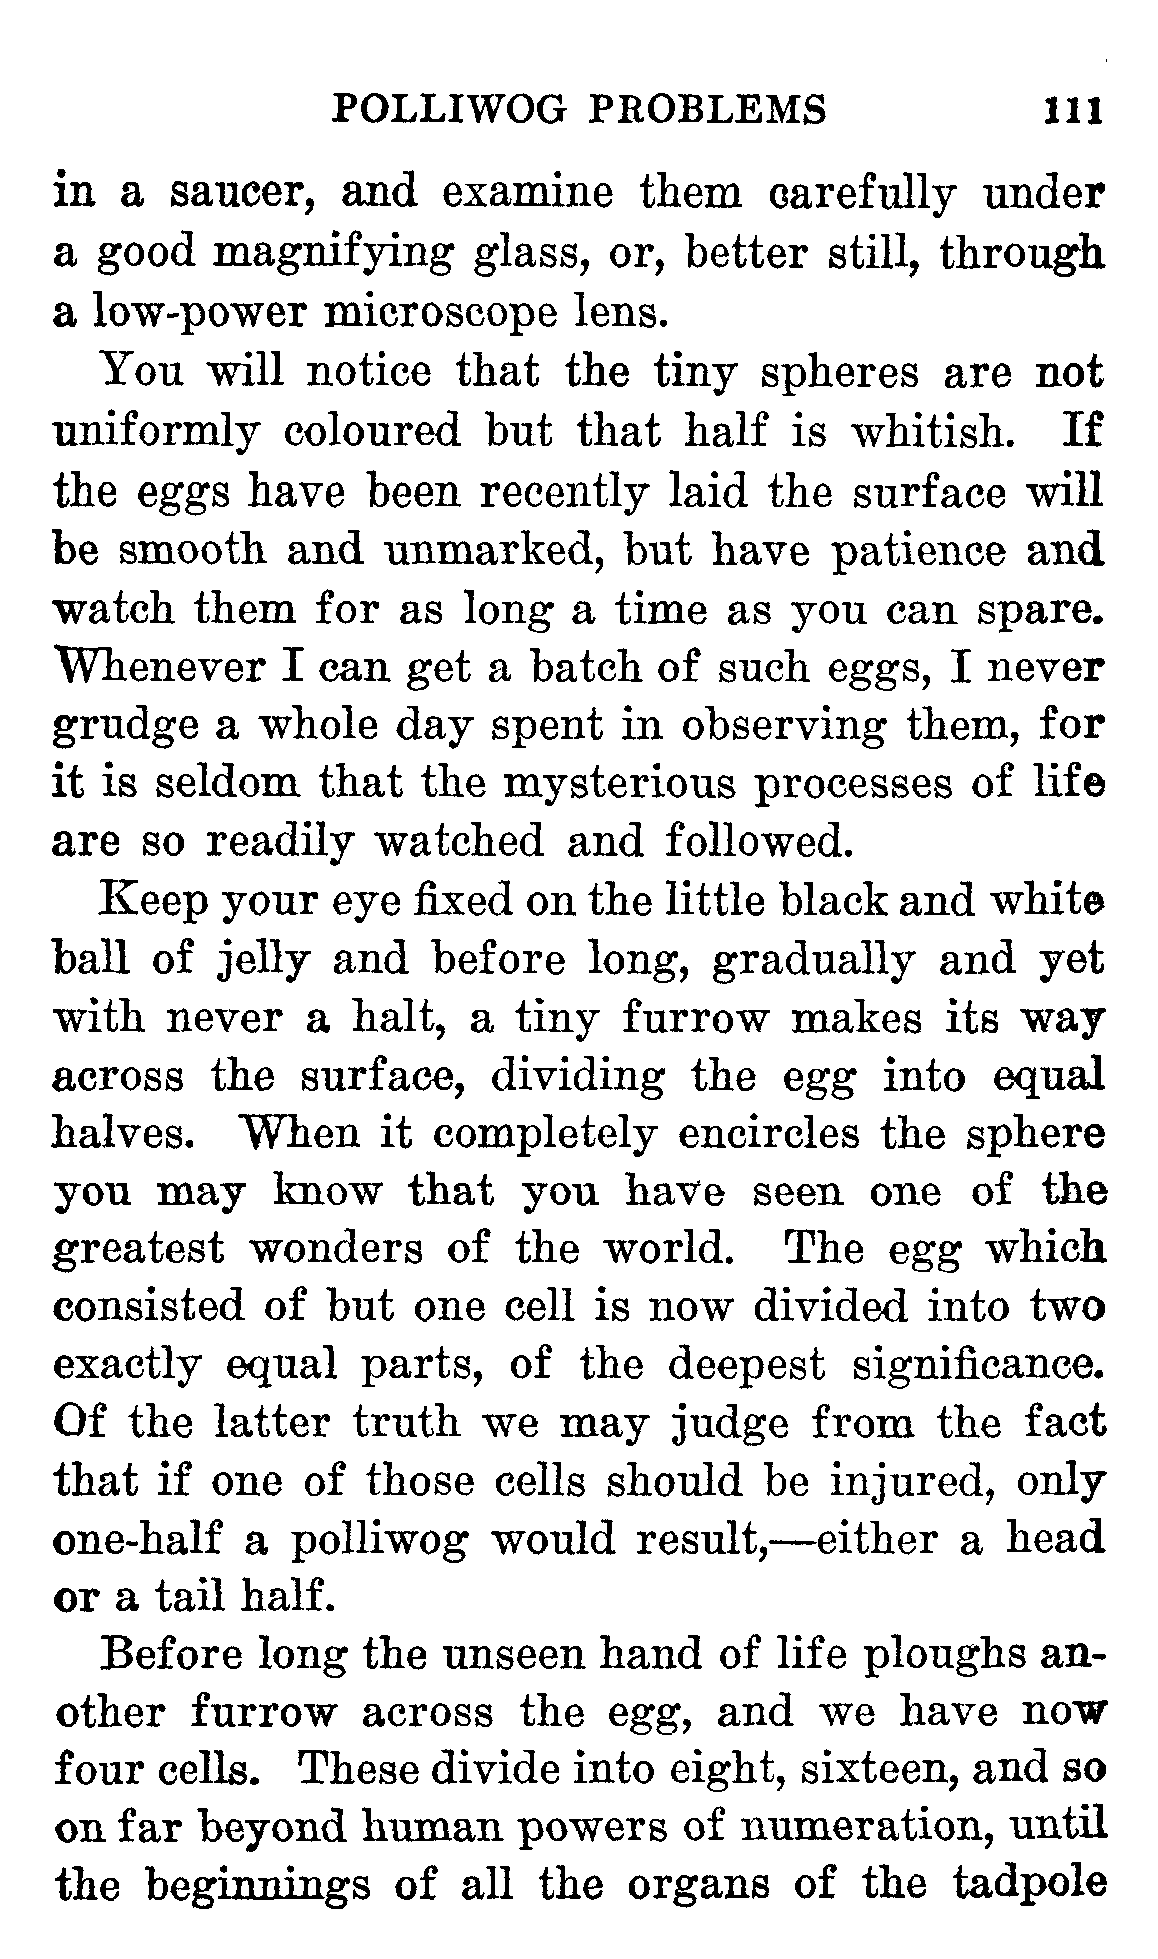 POLLIWOG PROBLEMS 111
in a saucer, and examine them carefully under
a good magnifying glass, or, better still, through
a low-power microscope lens.
You will notice that the tiny spheres are not
uniformly coloured but that half is whitish. If
the eggs have been recently laid the surface will
be smooth and unmarked, but have patience and
watch them for as long a time as you can spare.
Whenever I can get a batch of such eggs, I never
grudge a whole day spent in observing them, for
it is seldom that the mysterious processes of life
are so readily watched and followed.
Keep your eye fixed on the little black and white
ball of jelly and before long, gradually and yet
with never a halt, a tiny furrow makes its way
across the surface, dividing the egg into equal
halves. When it completely encircles the sphere
you may know that you have seen one of the
greatest wonders of the world. The egg which
consisted of but one cell is now divided into two
exactly equal parts, of the deepest significance.
Of the latter truth we may judge from the fact
that if one of those cells should be injured, only
one-half a polliwog would result,—either a head
or a tail half.
Before long the unseen hand of life ploughs an-
other furrow across the egg, and we have now
four cells. These divide into eight, sixteen, and so
on far beyond human powers of numeration, until
the beginnings of all the organs of the tadpole